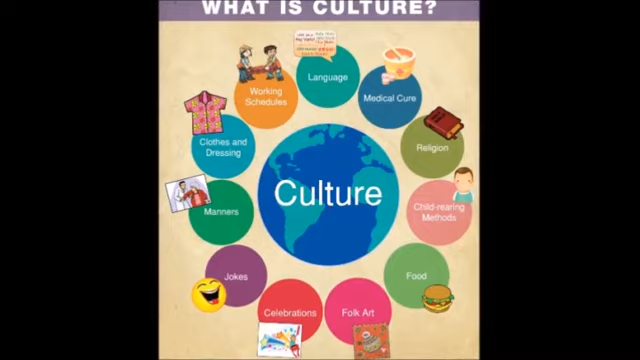 WHAT IS CULTURE?
Language
Medical Cure
Religion
Child-rearing
Methods
Food
Folk Art
Celebrations
Jokes
Manners
Clothes and
Dressing
Working
Schedules
Culture